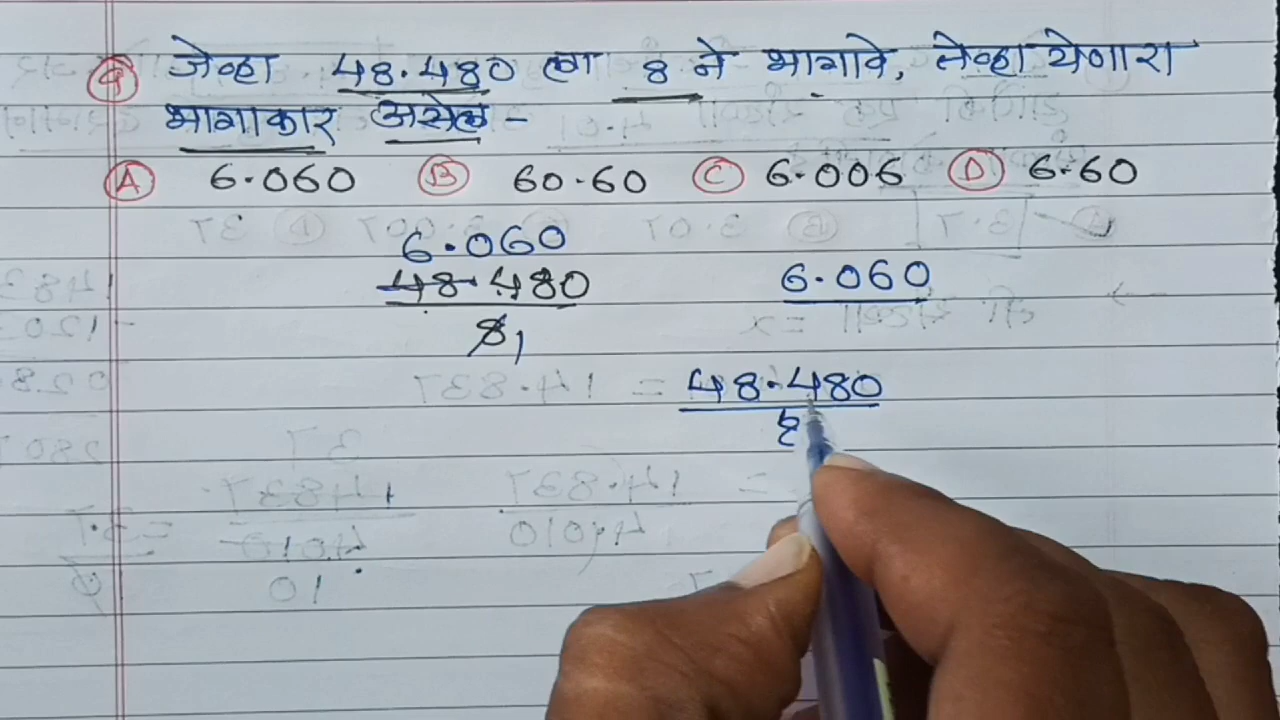 Q जेव्हा 48.480 ला 8 ने भागावे, तेव्हा येणारा
भागाकार असेल -
A 6.060 B 60.60 C 6.006 D 6.60
6.060
48.480 6.060
8 1
48.480
8